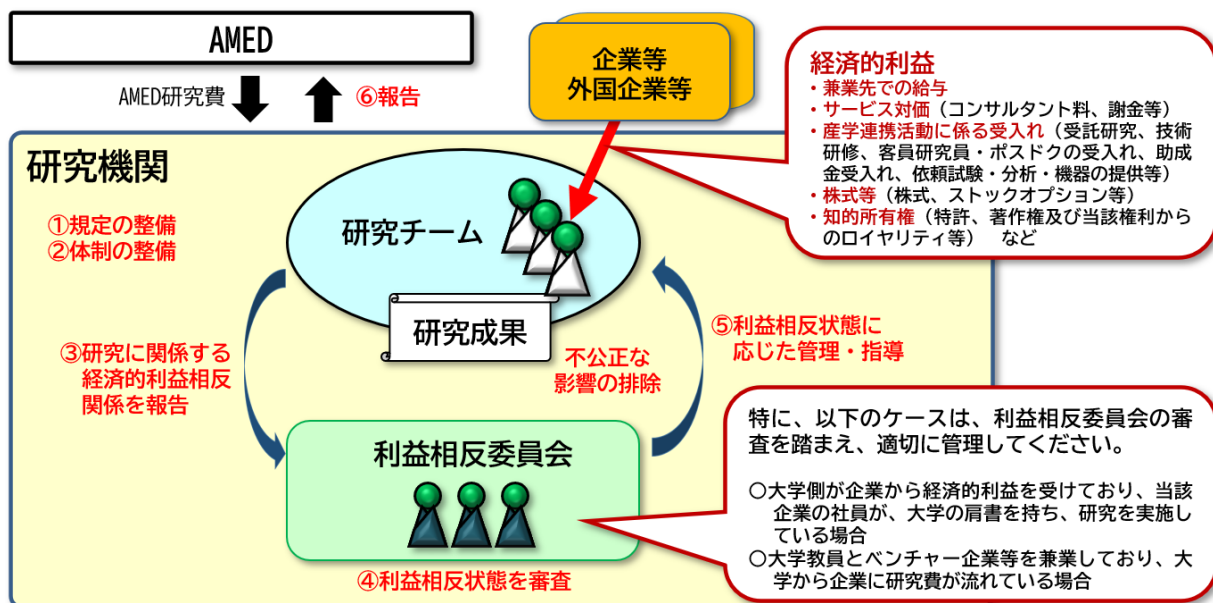 AMED
AMED研究費
⑥報告
企業等
外国企業等
経済的利益
・兼業先での給与
・サービス対価（コンサルタント料、謝金等）
・産学連携活動に係る受入れ（受託研究、技術
研修、客員研究員・ポスドクの受入れ、助成
金受入れ、依頼試験・分析・機器の提供等）
・株式等（株式、ストックオプション等）
・知的所有権（特許、著作権及び当該権利から
のロイヤリティ等）　など
研究機関
①規定の整備
②体制の整備
研究チーム
研究成果
③研究に関係する
経済的利益相反
関係を報告
不公正な
影響の排除
⑤利益相反状態に
応じた管理・指導
利益相反委員会
④利益相反状態を審査
特に、以下のケースは、利益相反委員会の審
査を踏まえ、適切に管理してください。
○大学側が企業から経済的利益を受けており、当該
企業の社員が、大学の肩書を持ち、研究を実施し
ている場合
○大学教員とベンチャー企業等を兼業しており、大
学から企業に研究費が流れている場合